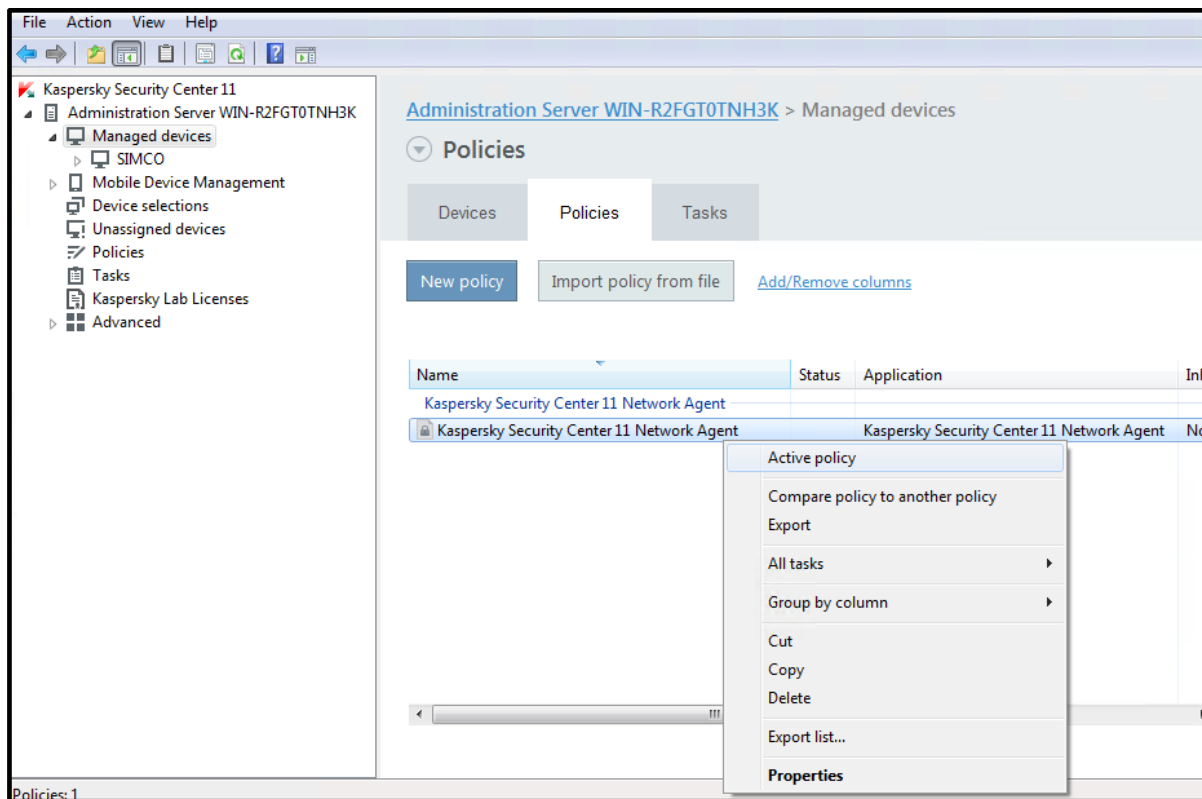 File Action View Help
Kaspersky Security Center 11
Administration Server WIN-R2FGT0TNH3K
Managed devices
SIMCO
Mobile Device Management
Device selections
Unassigned devices
Policies
Tasks
Kaspersky Lab Licenses
Advanced
Administration Server WIN-R2FGT0TNH3K > Managed devices
Policies
Devices Policies Tasks
New policy Import policy from file Add/Remove columns
Name Status Application
Kaspersky Security Center 11 Network Agent
Kaspersky Security Center 11 Network Agent Kaspersky Security Center 11 Network Agent
Active policy
Compare policy to another policy
Export
All tasks
Group by column
Cut
Copy
Delete
Export list...
Properties
Policies: 1